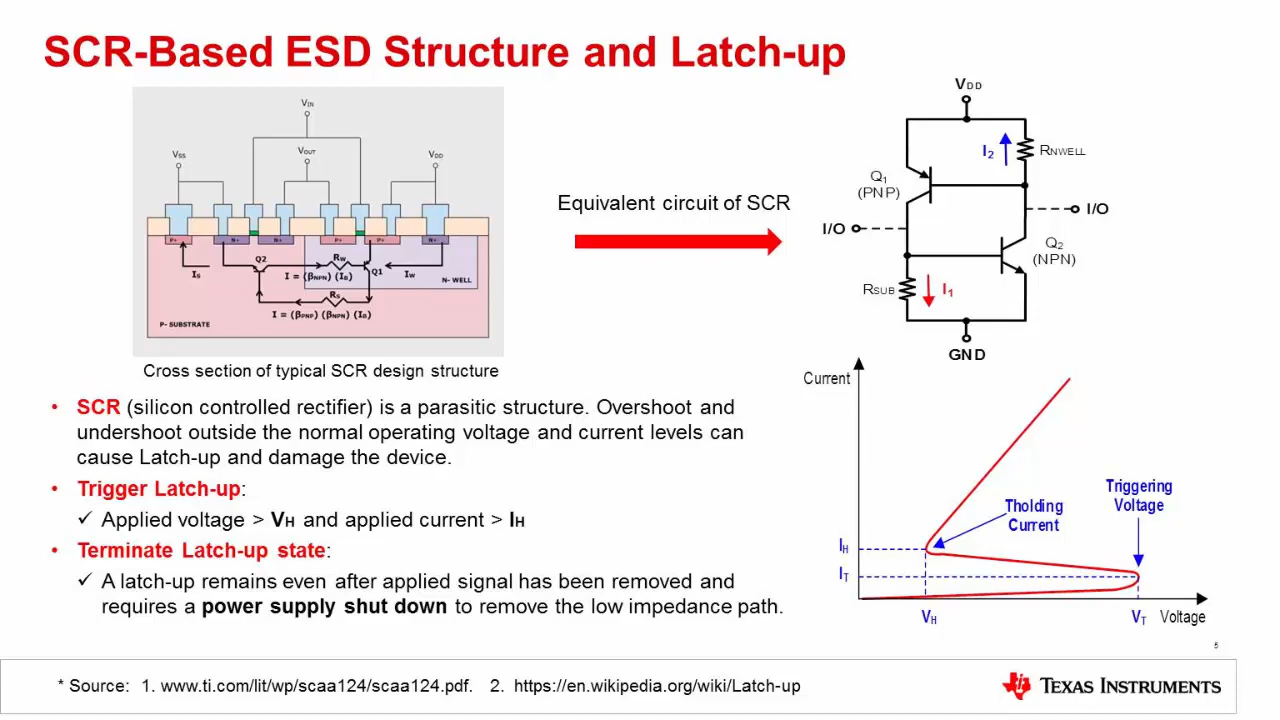 SCR-Based ESD Structure and Latch-up
VIN
VSS
VOUT
VDD
P+ N+ N+ P+ P+ N+
IS
Q2
RW
Q1
IW
I = (βNPN) (IB)
N- WELL
RS
I = (βPNP) (βNPN) (IB)
P- SUBSTRATE
Cross section of typical SCR design structure
Equivalent circuit of SCR
VDD
I2
RNWELL
Q1
(PNP)
I/O
I/O
Q2
(NPN)
RSUB
I1
GND
• SCR (silicon controlled rectifier) is a parasitic structure. Overshoot and
undershoot outside the normal operating voltage and current levels can
cause Latch-up and damage the device.
• Trigger Latch-up:
✓ Applied voltage > VH and applied current > IH
• Terminate Latch-up state:
✓ A latch-up remains even after applied signal has been removed and
requires a power supply shut down to remove the low impedance path.
Current
Tholding
Current
Triggering
Voltage
IH
IT
VH
VT
Voltage
5
* Source: 1. www.ti.com/lit/wp/scaa124/scaa124.pdf. 2. https://en.wikipedia.org/wiki/Latch-up
TEXAS INSTRUMENTS